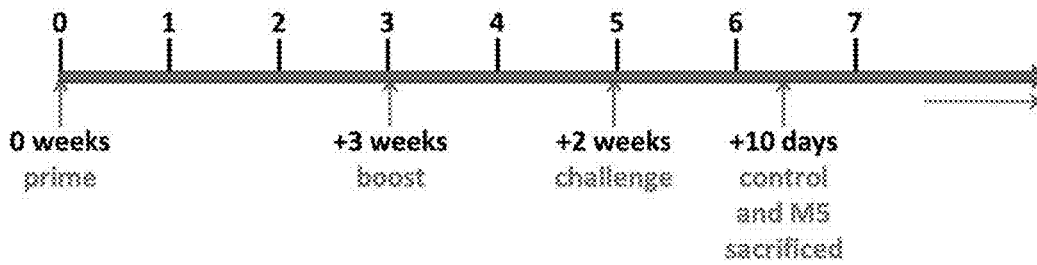 0 1 2 3 4 5 6 7
0 weeks +3 weeks +2 weeks +10 days
prime boost challenge control
and M5
sacrificed